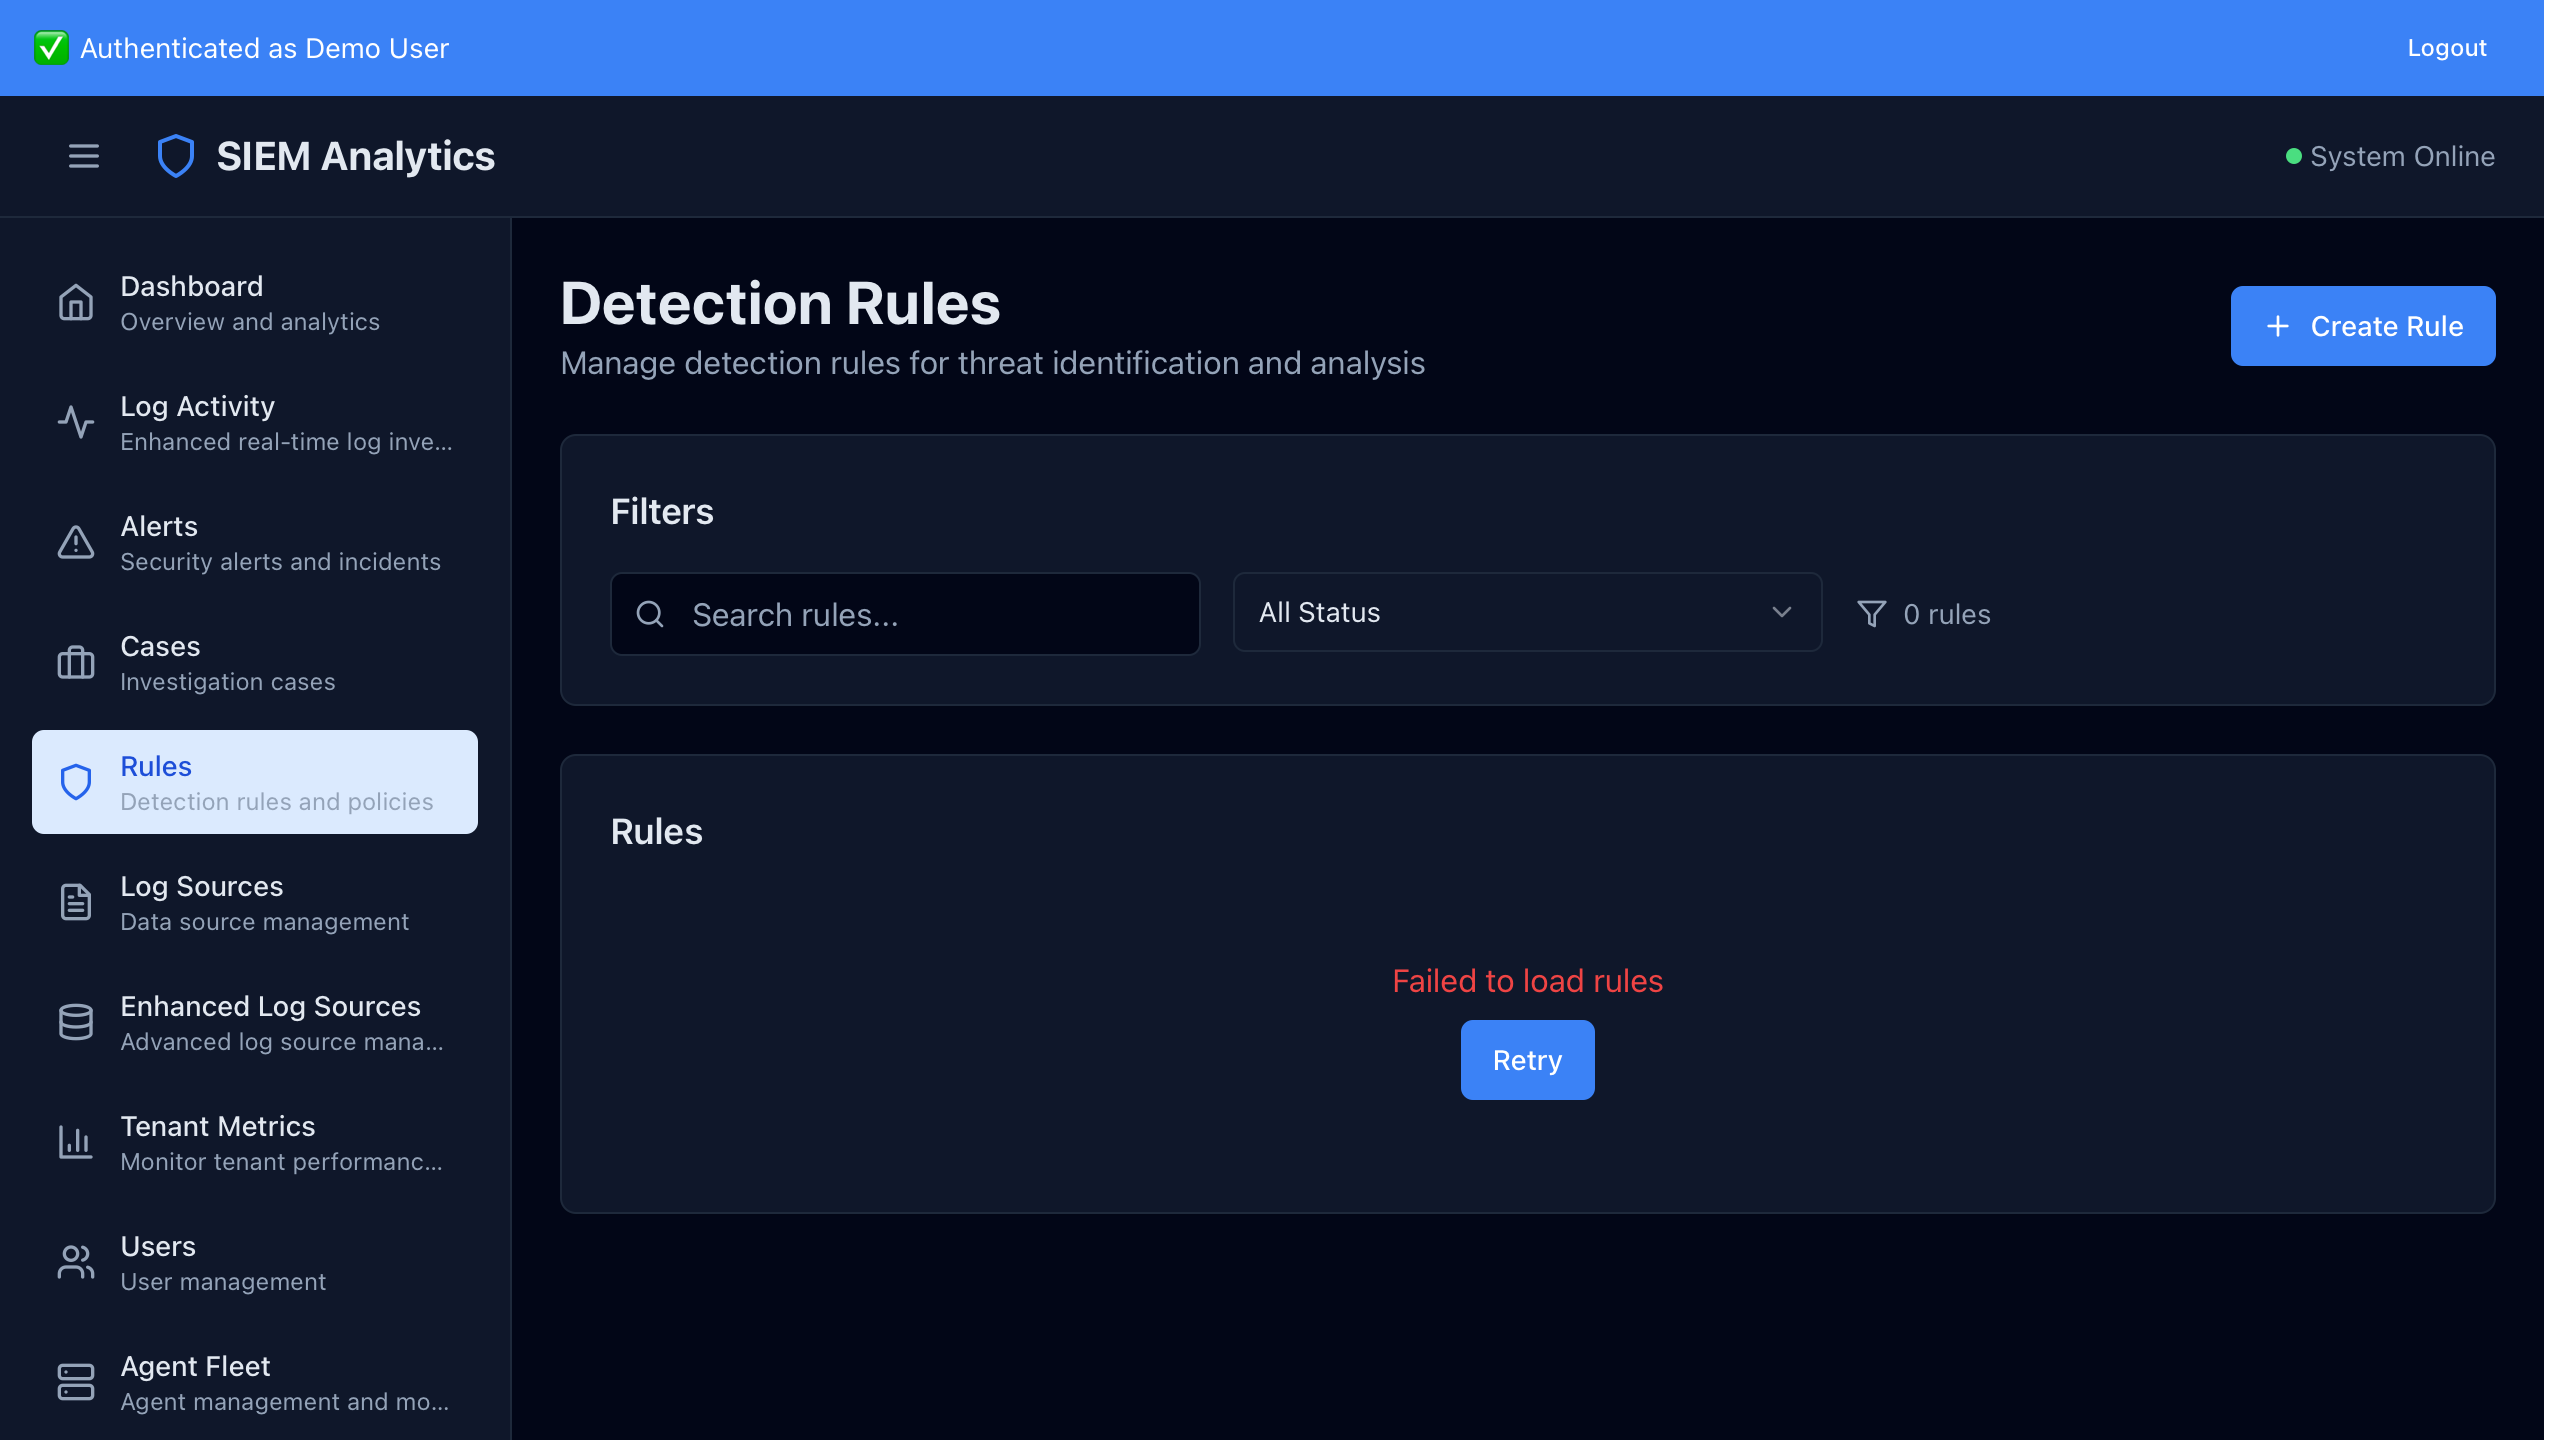 ✅ Authenticated as Demo User
Logout
SIEM Analytics
System Online
Dashboard
Overview and analytics
Log Activity
Enhanced real-time log inve...
Alerts
Security alerts and incidents
Cases
Investigation cases
Rules
Detection rules and policies
Log Sources
Data source management
Enhanced Log Sources
Advanced log source mana...
Tenant Metrics
Monitor tenant performanc...
Users
User management
Agent Fleet
Agent management and mo...
Detection Rules
Manage detection rules for threat identification and analysis
Create Rule
Filters
Search rules...
All Status
0 rules
Rules
Failed to load rules
Retry